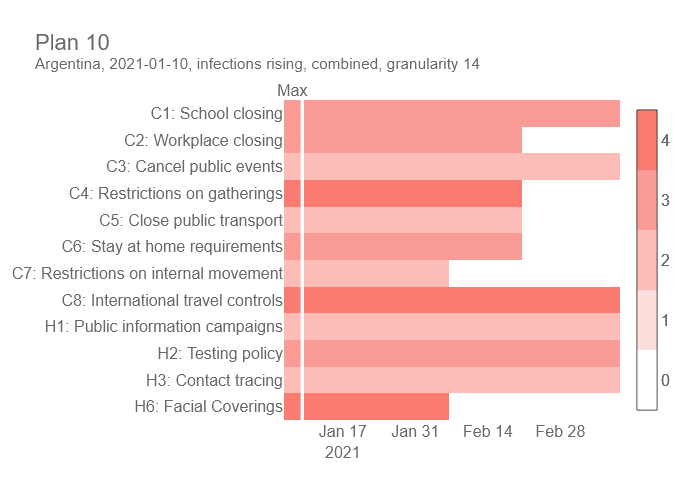 Plan 10
Argentina, 2021-01-10, infections rising, combined, granularity 14
Max
C1: School closing
C2: Workplace closing
C3: Cancel public events
C4: Restrictions on gatherings
C5: Close public transport
C6: Stay at home requirements
C7: Restrictions on internal movement
C8: International travel controls
H1: Public information campaigns
H2: Testing policy
H3: Contact tracing
H6: Facial Coverings
Jan 17 Jan 31 Feb 14 Feb 28
2021
4
3
2
1
0